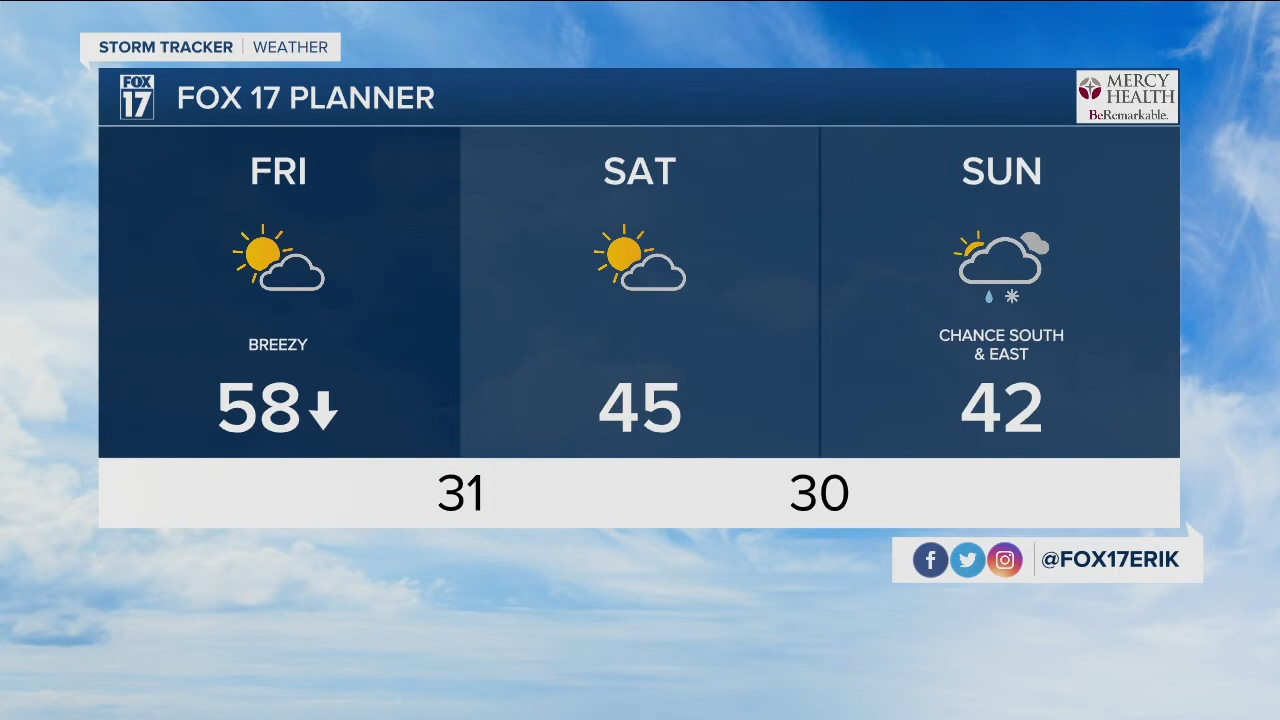 STORM TRACKER | WEATHER
FOX
17
FOX 17 PLANNER
MERCY
HEALTH
BeRemarkable.
FRI
SAT
SUN
BREEZY
CHANCE SOUTH
& EAST
58
45
42
31
30
@FOX17ERIK